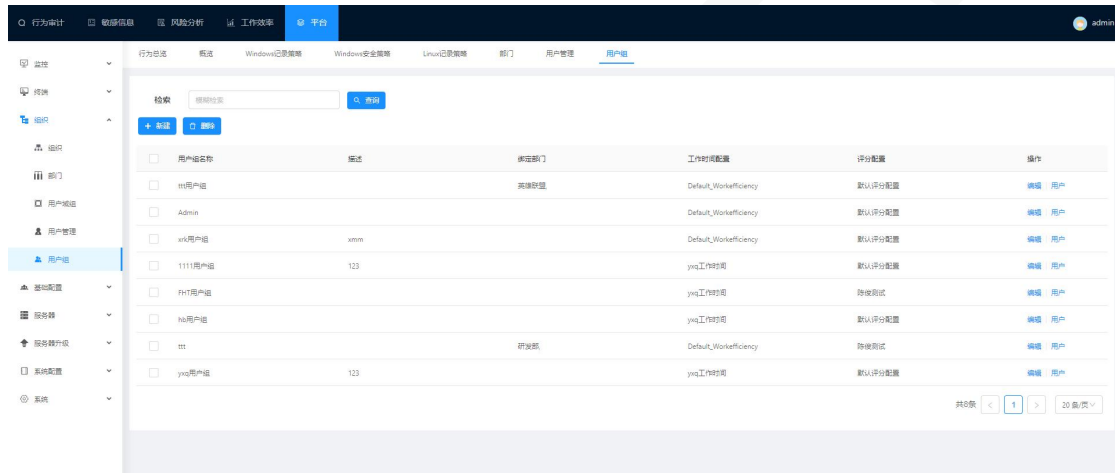 行为审计 敏感信息 风险分析 工作效率 平台 admin
行为总览 概览 Windows记录策略 Windows安全策略 Linux记录策略 部门 用户管理 用户组
监控
终端
组织
组织
部门
用户域组
用户管理
用户组
基础配置
服务器
服务器升级
系统配置
系统
检索 模糊检索 查询
+ 新建 删除
用户组名称 描述 绑定部门 工作时间配置 评分配置 操作
ttt用户组 英雄联盟 Default_Workefficiency 默认评分配置 编辑 用户
Admin Default_Workefficiency 默认评分配置 编辑 用户
xrk用户组 xmm Default_Workefficiency 默认评分配置 编辑 用户
1111用户组 123 yxq工作时间 默认评分配置 编辑 用户
FHT用户组 yxq工作时间 陈俊测试 编辑 用户
hb用户组 yxq工作时间 默认评分配置 编辑 用户
ttt 研发部, Default_Workefficiency 陈俊测试 编辑 用户
yxq用户组 123 yxq工作时间 默认评分配置 编辑 用户
共8条 < 1 > 20 条/页